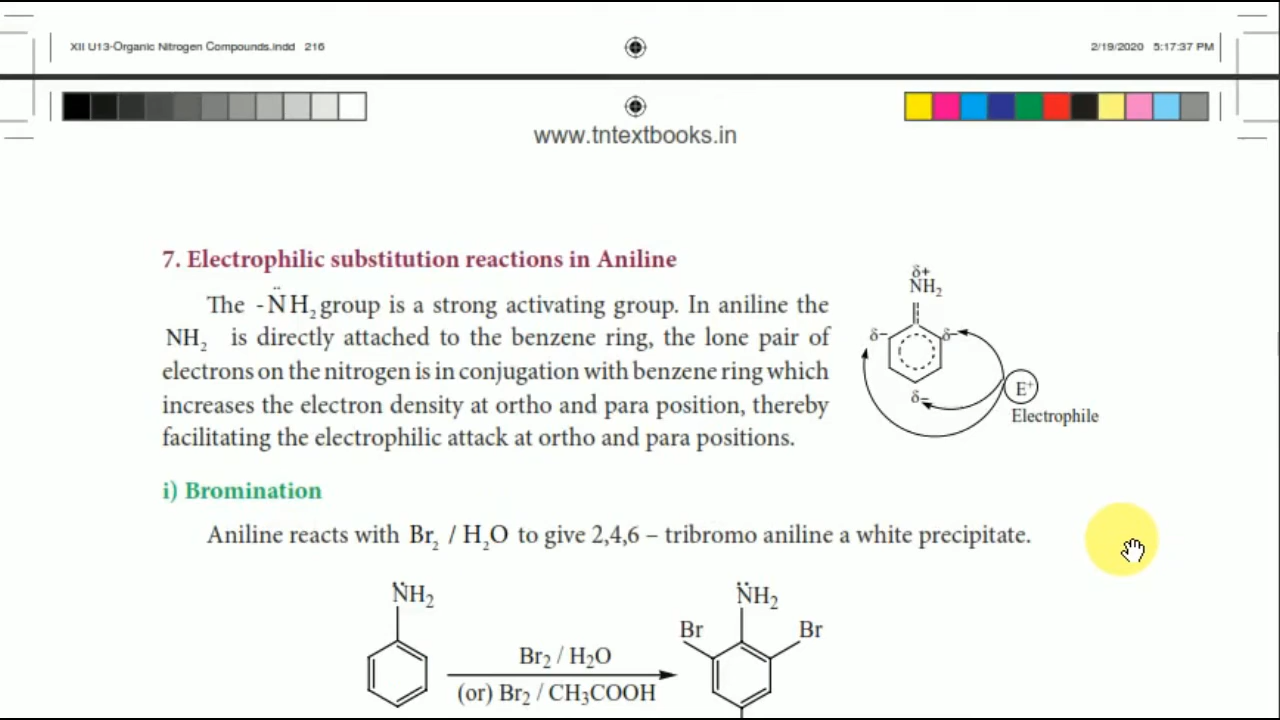 XII U13-Organic Nitrogen Compounds.indd 216
2/19/2020 5:17:37 PM
www.tntextbooks.in
7. Electrophilic substitution reactions in Aniline
The -N̈H₂ group is a strong activating group. In aniline the
NH₂ is directly attached to the benzene ring, the lone pair of
electrons on the nitrogen is in conjugation with benzene ring which
increases the electron density at ortho and para position, thereby
facilitating the electrophilic attack at ortho and para positions.
δ+
NH₂
δ− δ−
δ−
E⁺
Electrophile
i) Bromination
Aniline reacts with Br₂ / H₂O to give 2,4,6 – tribromo aniline a white precipitate.
N̈H₂
Br₂ / H₂O
(or) Br₂ / CH₃COOH
N̈H₂
Br Br